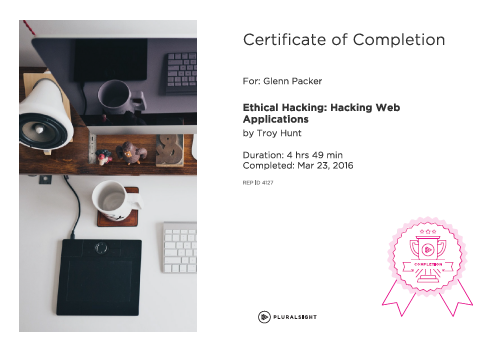 Certificate of Completion
For: Glenn Packer
Ethical Hacking: Hacking Web
Applications
by Troy Hunt
Duration: 4 hrs 49 min
Completed: Mar 23, 2016
REP ID 4127
COMPLETION
PLURALSIGHT